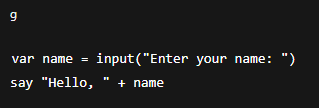 g
var name = input("Enter your name: ")
say "Hello, " + name